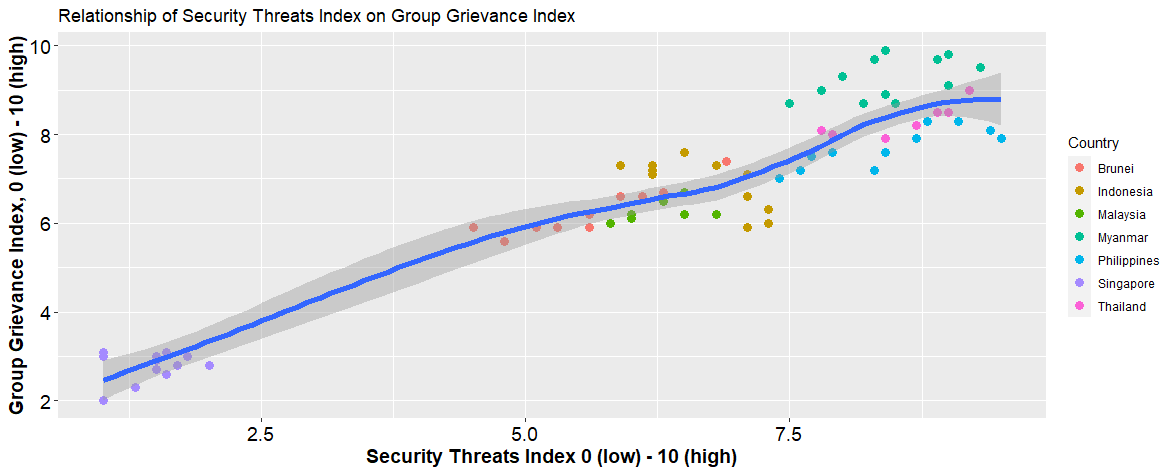 Relationship of Security Threats Index on Group Grievance Index
Group Grievance Index, 0 (low) - 10 (high)
10
8
6
4
2
2.5
5.0
7.5
Security Threats Index 0 (low) - 10 (high)
Country
Brunei
Indonesia
Malaysia
Myanmar
Philippines
Singapore
Thailand